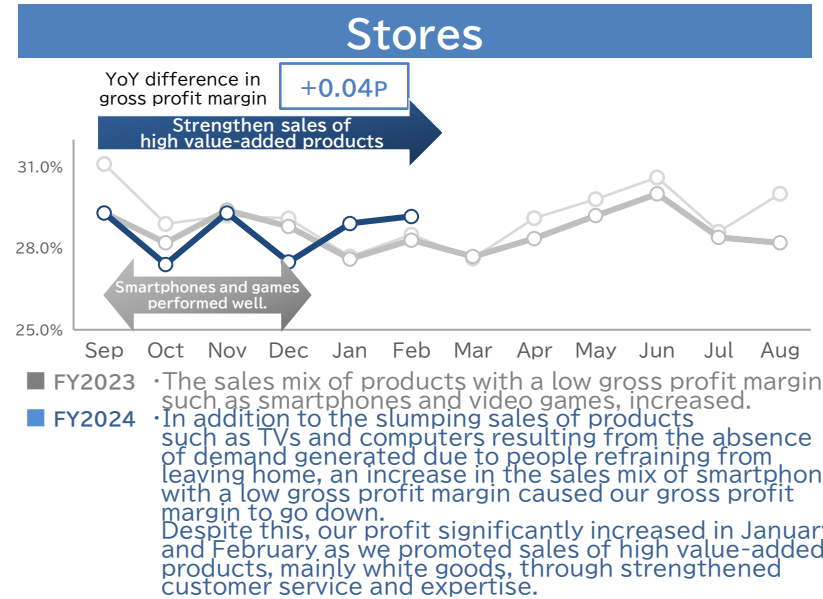 Stores
YoY difference in
gross profit margin
+0.04P
Strengthen sales of
high value-added products
31.0%
28.0%
25.0%
Smartphones and games
performed well.
Sep Oct Nov Dec Jan Feb Mar Apr May Jun Jul Aug
FY2023 ・The sales mix of products with a low gross profit margin
such as smartphones and video games, increased.
FY2024 ・In addition to the slumping sales of products
such as TVs and computers resulting from the absence
of demand generated due to people refraining from
leaving home, an increase in the sales mix of smartphon
with a low gross profit margin caused our gross profit
margin to go down.
Despite this, our profit significantly increased in Januar
and February as we promoted sales of high value-added
products, mainly white goods, through strengthened
customer service and expertise.